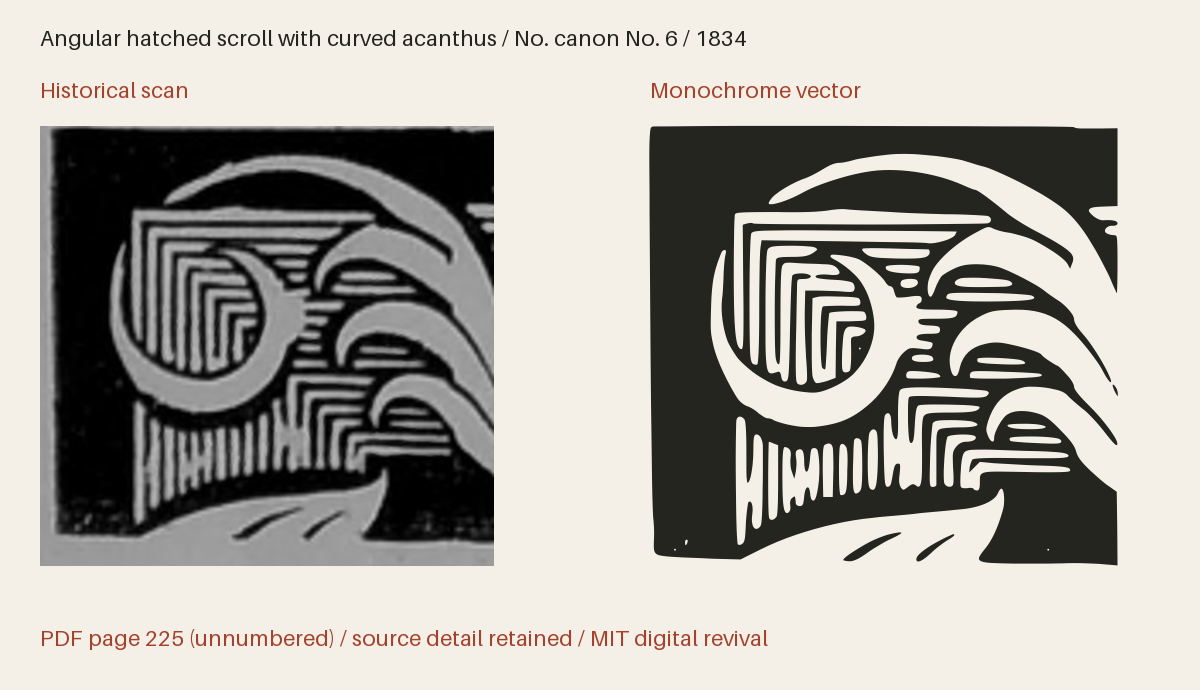 Angular hatched scroll with curved acanthus / No. canon No. 6 / 1834
Historical scan
Monochrome vector
PDF page 225 (unnumbered) / source detail retained / MIT digital revival